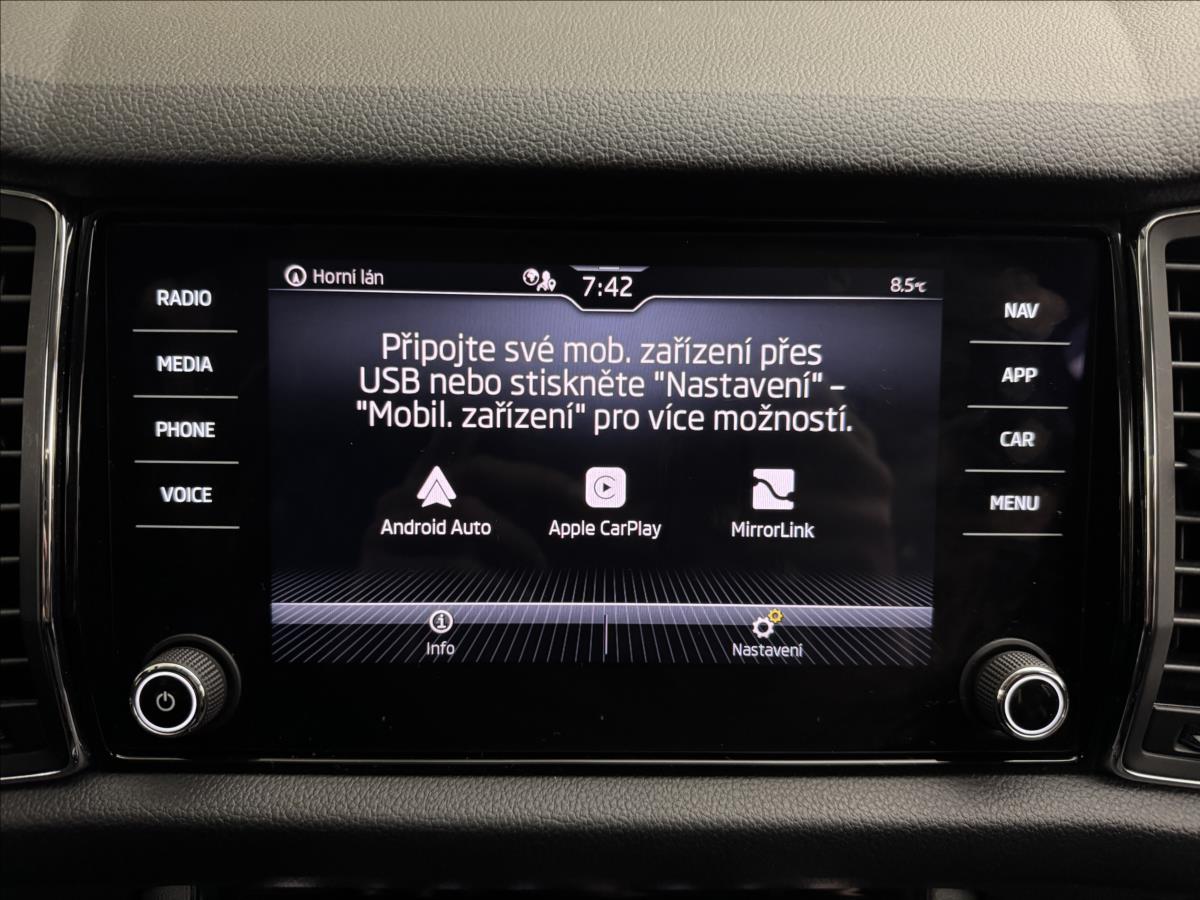 Horní lán
7:42
8.5°C
RADIO
MEDIA
PHONE
VOICE
Připojte své mob. zařízení přes
USB nebo stiskněte "Nastavení" –
"Mobil. zařízení" pro více možností.
Android Auto
Apple CarPlay
MirrorLink
Info
Nastavení
NAV
APP
CAR
MENU